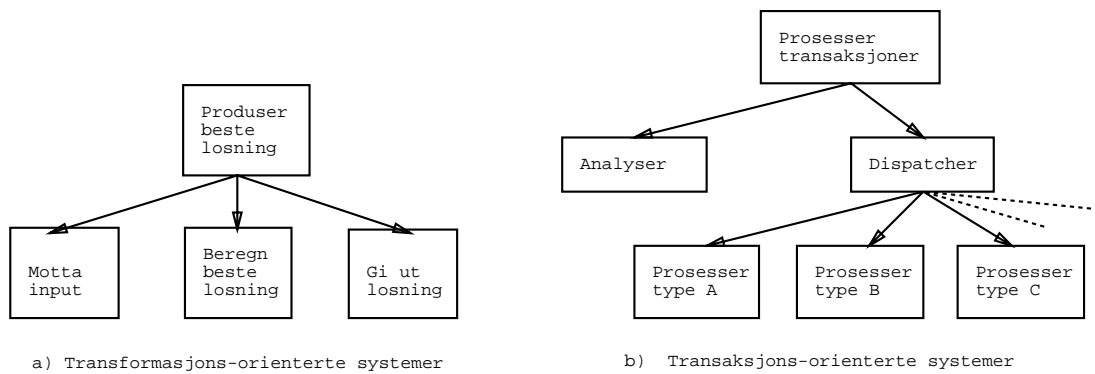 Produser
beste
losning
Motta
input
Beregn
beste
losning
Gi ut
losning
a) Transformasjons-orienterte systemer
Prosesser
transaksjoner
Analyser
Dispatcher
Prosesser
type A
Prosesser
type B
Prosesser
type C
b) Transaksjons-orienterte systemer